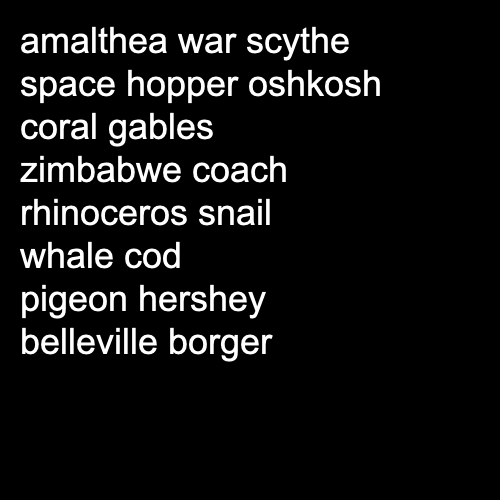 amalthea war scythe
space hopper oshkosh
coral gables
zimbabwe coach
rhinoceros snail
whale cod
pigeon hershey
belleville borger